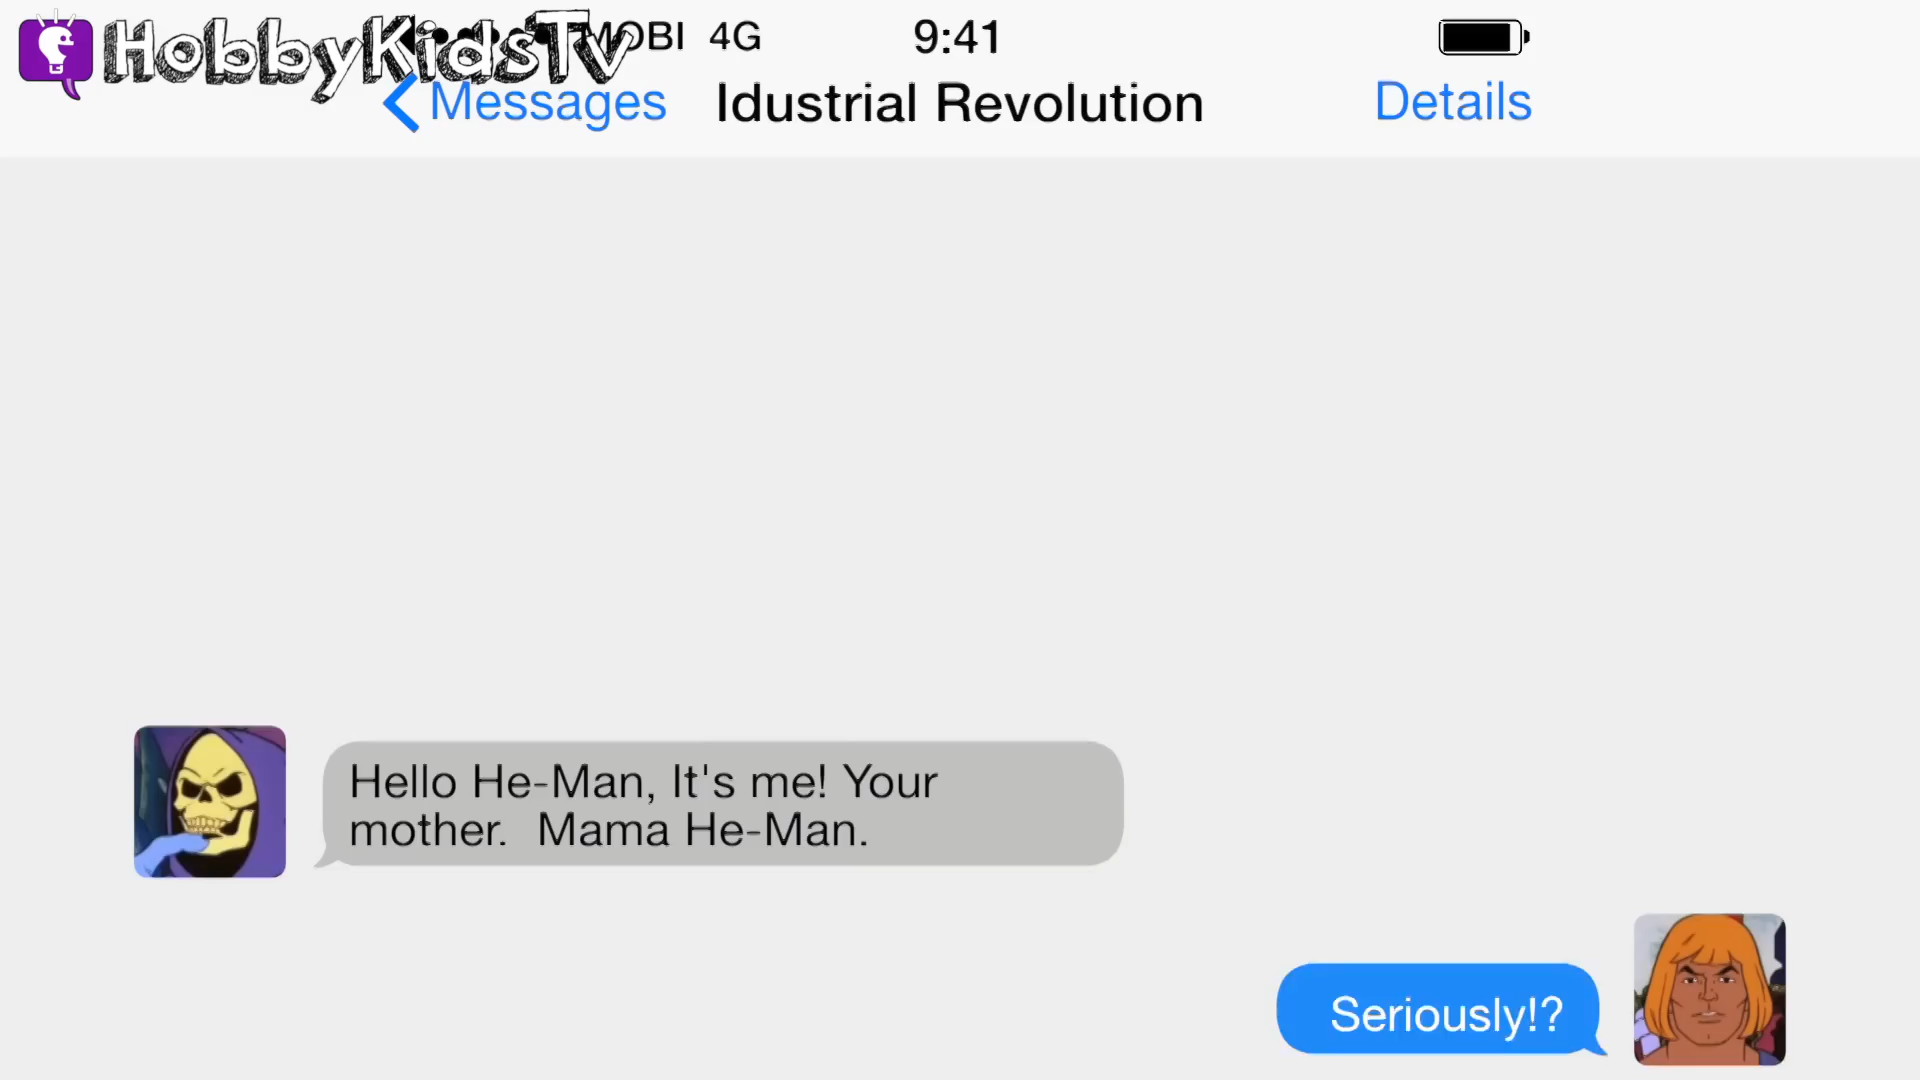 HobbyKidsTV
MOBI 4G 9:41
Messages Idustrial Revolution Details
Hello He-Man, It's me! Your
mother.  Mama He-Man.
Seriously!?